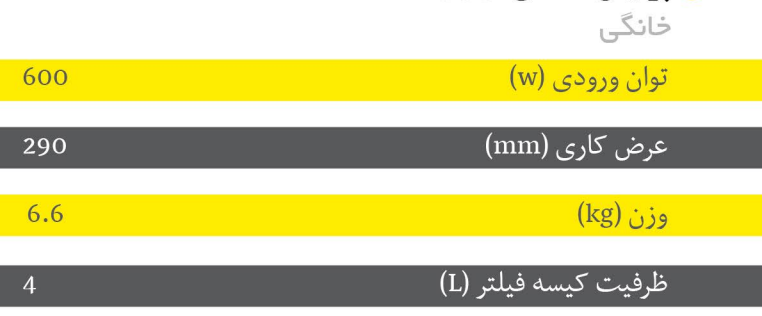 خانگی
توان ورودی (w) 600
عرض کاری (mm) 290
وزن (kg) 6.6
ظرفیت کیسه فیلتر (L) 4